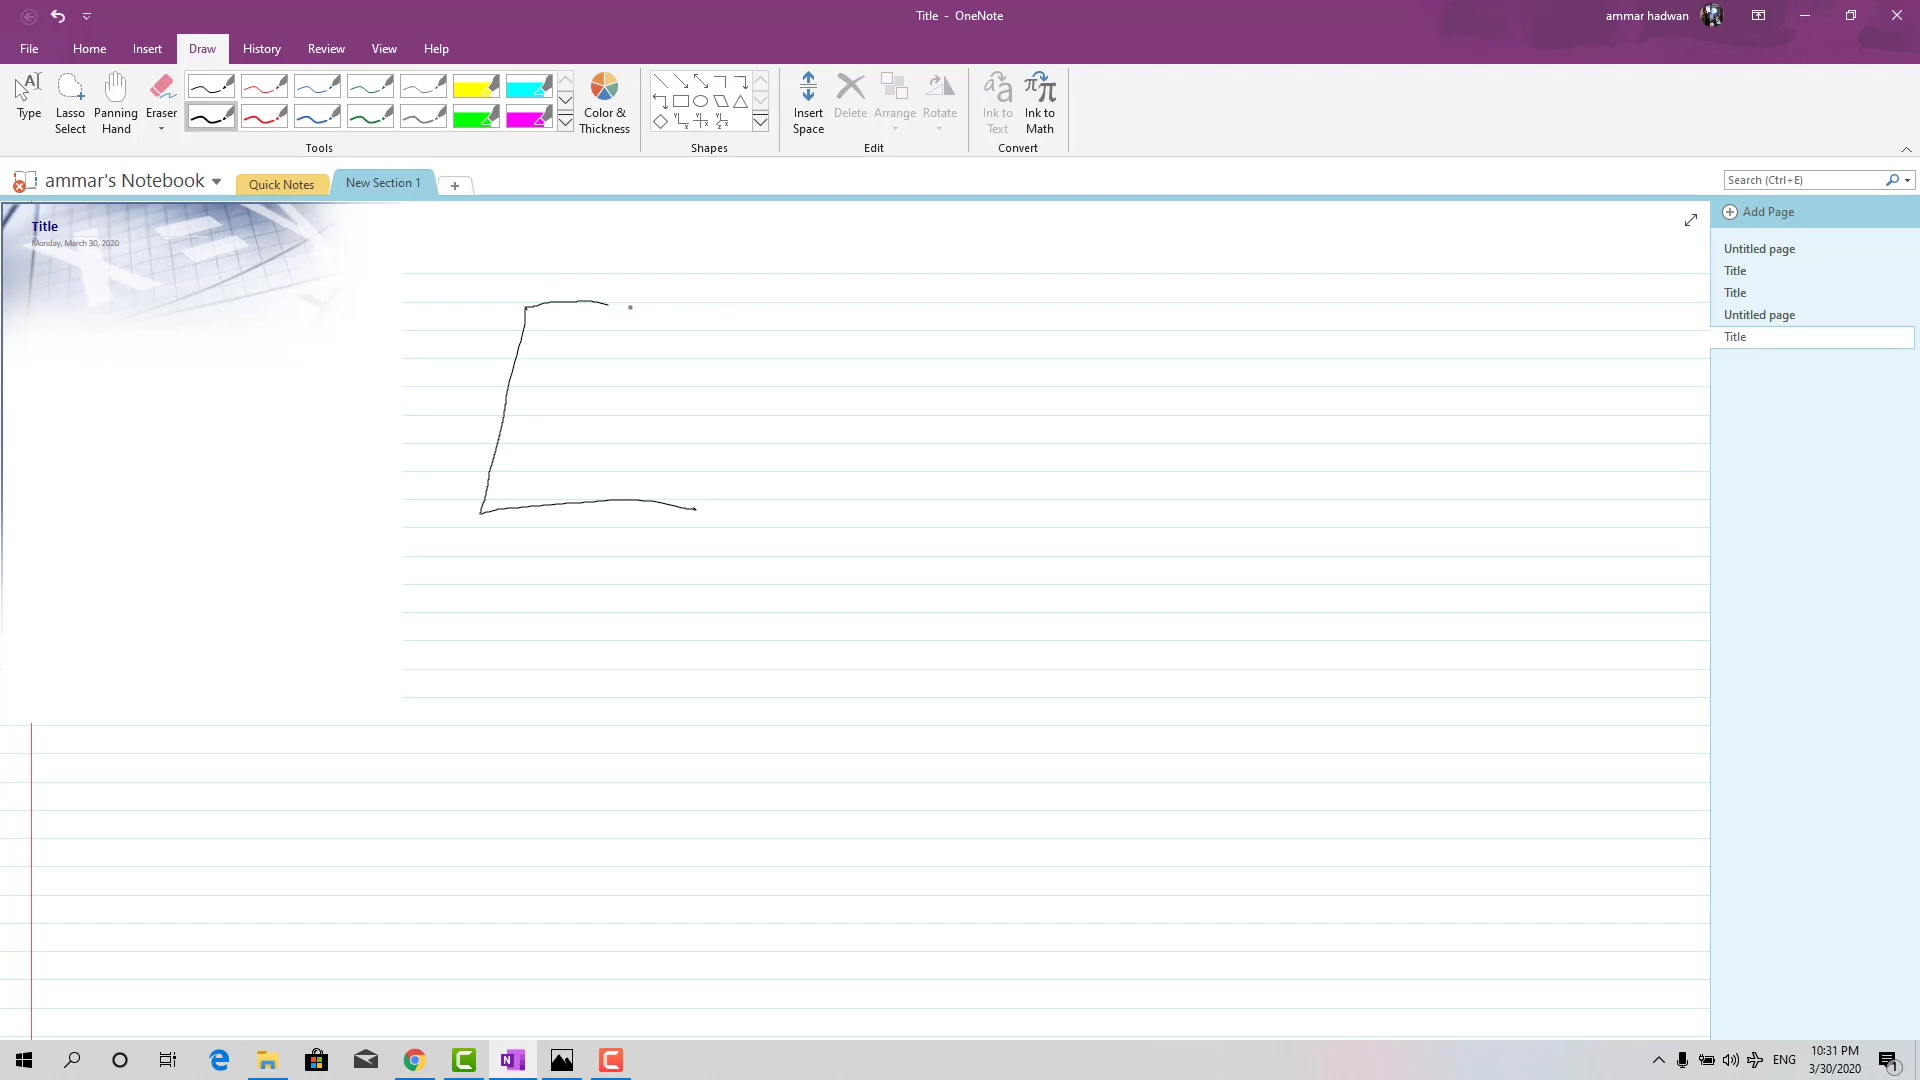 Title - OneNote
ammar hadwan
File Home Insert Draw History Review View Help
Type
Lasso Select
Panning Hand
Eraser
Color & Thickness
Insert Space
Delete
Arrange
Rotate
Ink to Text
Ink to Math
Tools
Shapes
Edit
Convert
ammar's Notebook
Quick Notes
New Section 1
Search (Ctrl+E)
Title
Monday, March 30, 2020
Add Page
Untitled page
Title
Title
Untitled page
Title
ENG
10:31 PM
3/30/2020
1